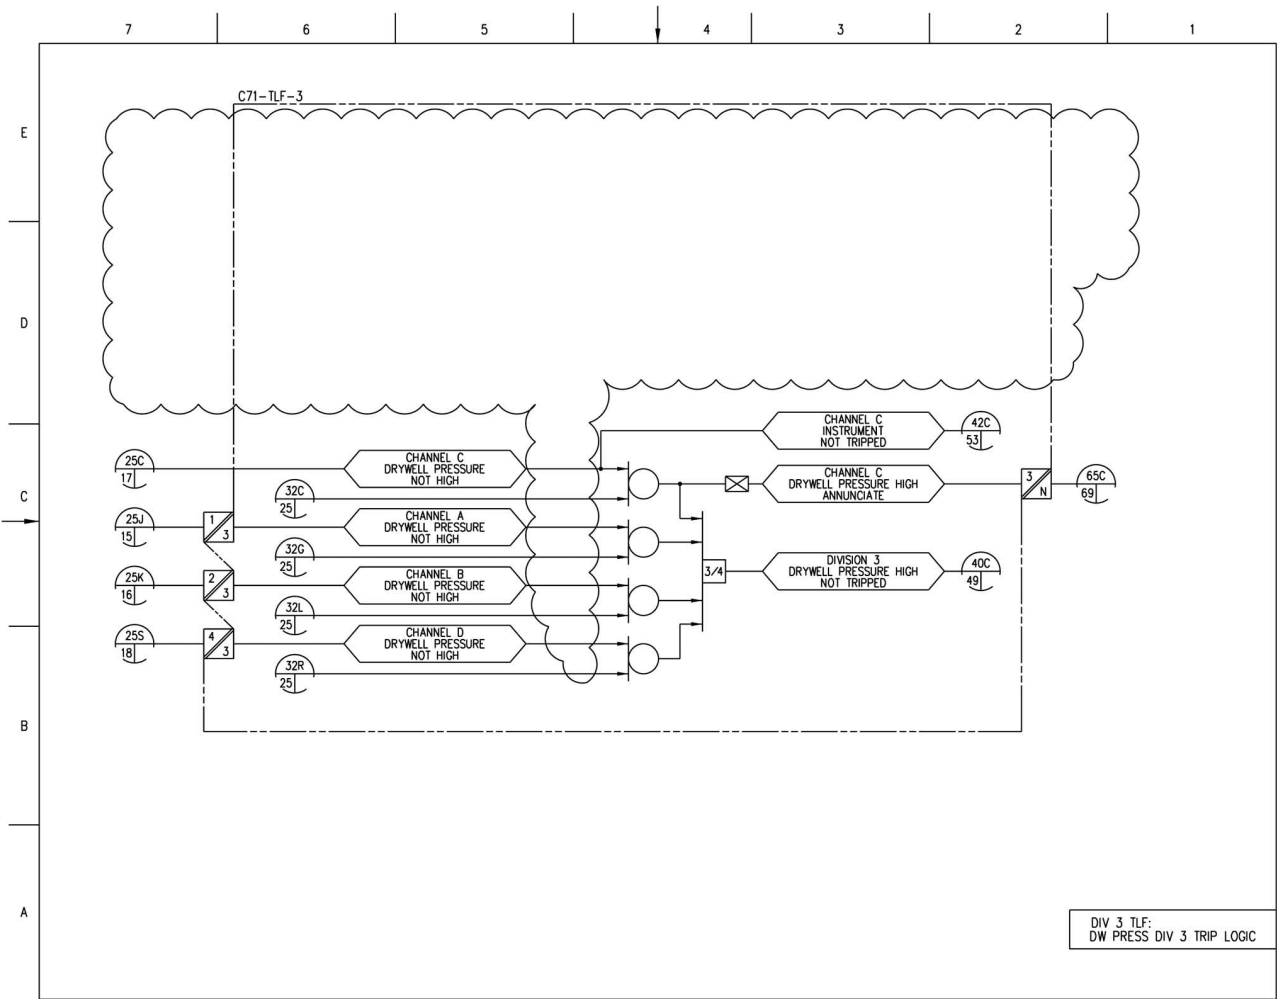 7 6 5 4 3 2 1
C71-TLF-3
E
D
C
B
A
CHANNEL C
INSTRUMENT
NOT TRIPPED
42C
53
25C
17
CHANNEL C
DRYWELL PRESSURE
NOT HIGH
CHANNEL C
DRYWELL PRESSURE HIGH
ANNUNCIATE
3
N
65C
69
32C
25
25J
15
1
3
CHANNEL A
DRYWELL PRESSURE
NOT HIGH
32G
25
25K
16
2
3
CHANNEL B
DRYWELL PRESSURE
NOT HIGH
3/4
DIVISION 3
DRYWELL PRESSURE HIGH
NOT TRIPPED
40C
49
32L
25
25S
18
4
3
CHANNEL D
DRYWELL PRESSURE
NOT HIGH
32R
25
DIV 3 TLF:
DW PRESS DIV 3 TRIP LOGIC